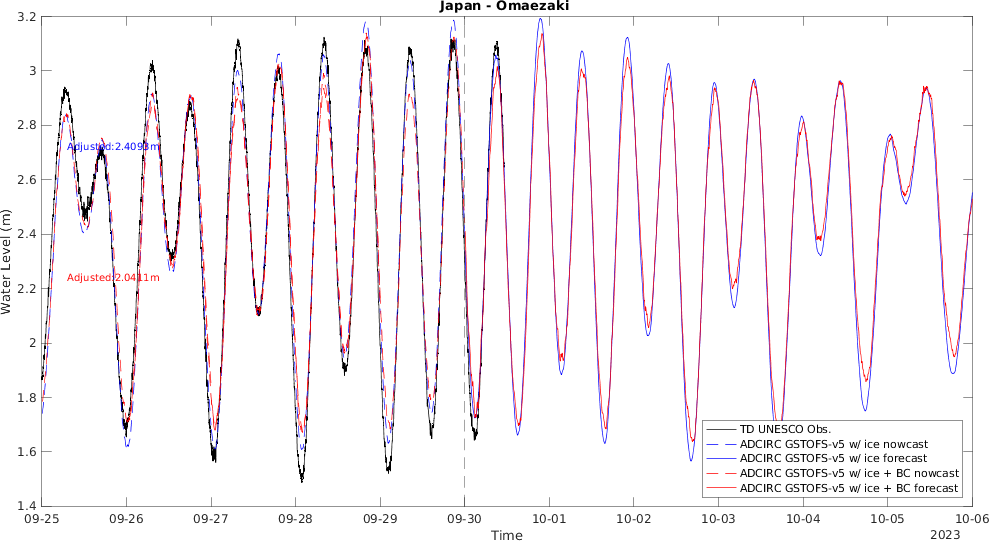 Japan - Omaezaki
3.2
3
2.8
2.6
2.4
2.2
2
1.8
1.6
1.4
Water Level (m)
Adjusted:2.4093m
Adjusted:2.0411m
TD UNESCO Obs.
ADCIRC GSTOFS-v5 w/ ice nowcast
ADCIRC GSTOFS-v5 w/ ice forecast
ADCIRC GSTOFS-v5 w/ ice + BC nowcast
ADCIRC GSTOFS-v5 w/ ice + BC forecast
09-25 09-26 09-27 09-28 09-29 09-30 10-01 10-02 10-03 10-04 10-05 10-06
Time
2023